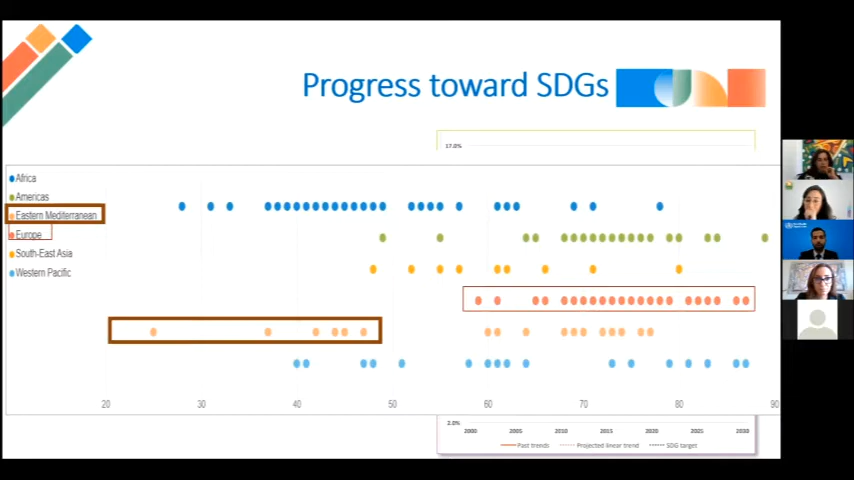 Progress toward SDGs
17.0%
Africa
Americas
Eastern Mediterranean
Europe
South-East Asia
Western Pacific
20 30 40 50 60 70 80 90
2.0%
2000 2005 2010 2015 2020 2025 2030
Past trends Projected linear trend SDG target